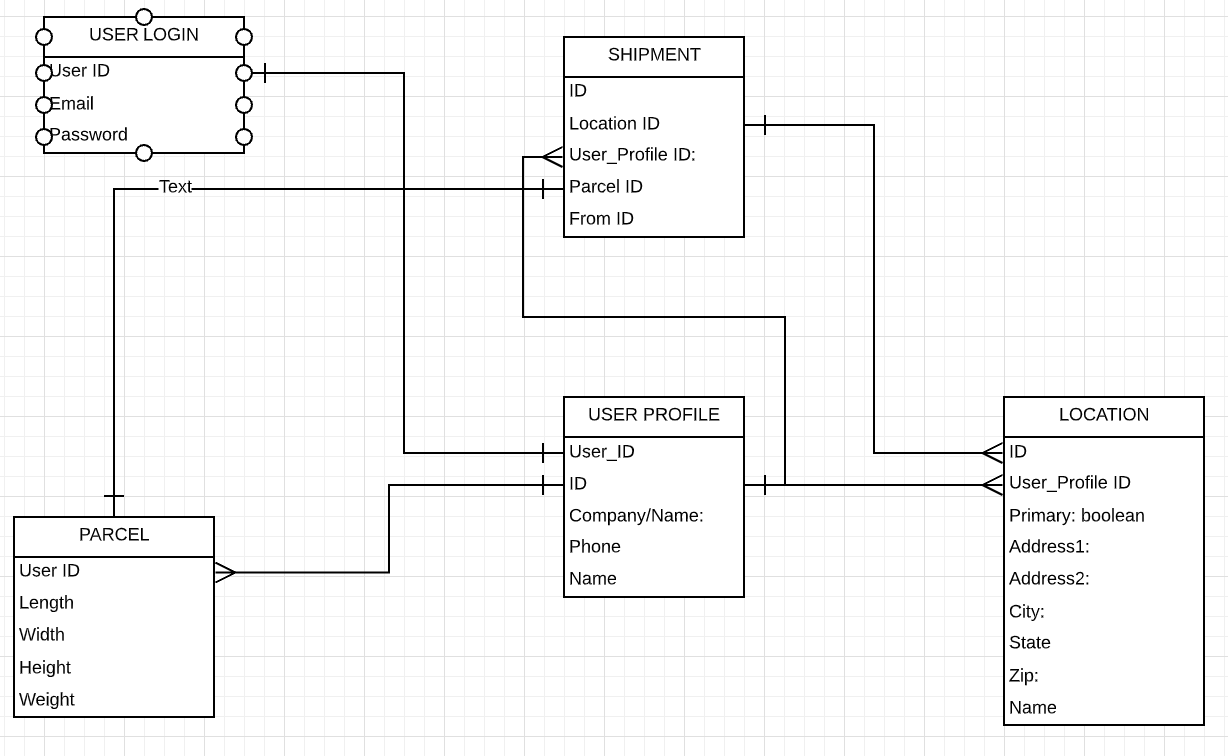 USER LOGIN
User ID
Email
Password
Text
SHIPMENT
ID
Location ID
User_Profile ID:
Parcel ID
From ID
USER PROFILE
User_ID
ID
Company/Name:
Phone
Name
LOCATION
ID
User_Profile ID
Primary: boolean
Address1:
Address2:
City:
State
Zip:
Name
PARCEL
User ID
Length
Width
Height
Weight